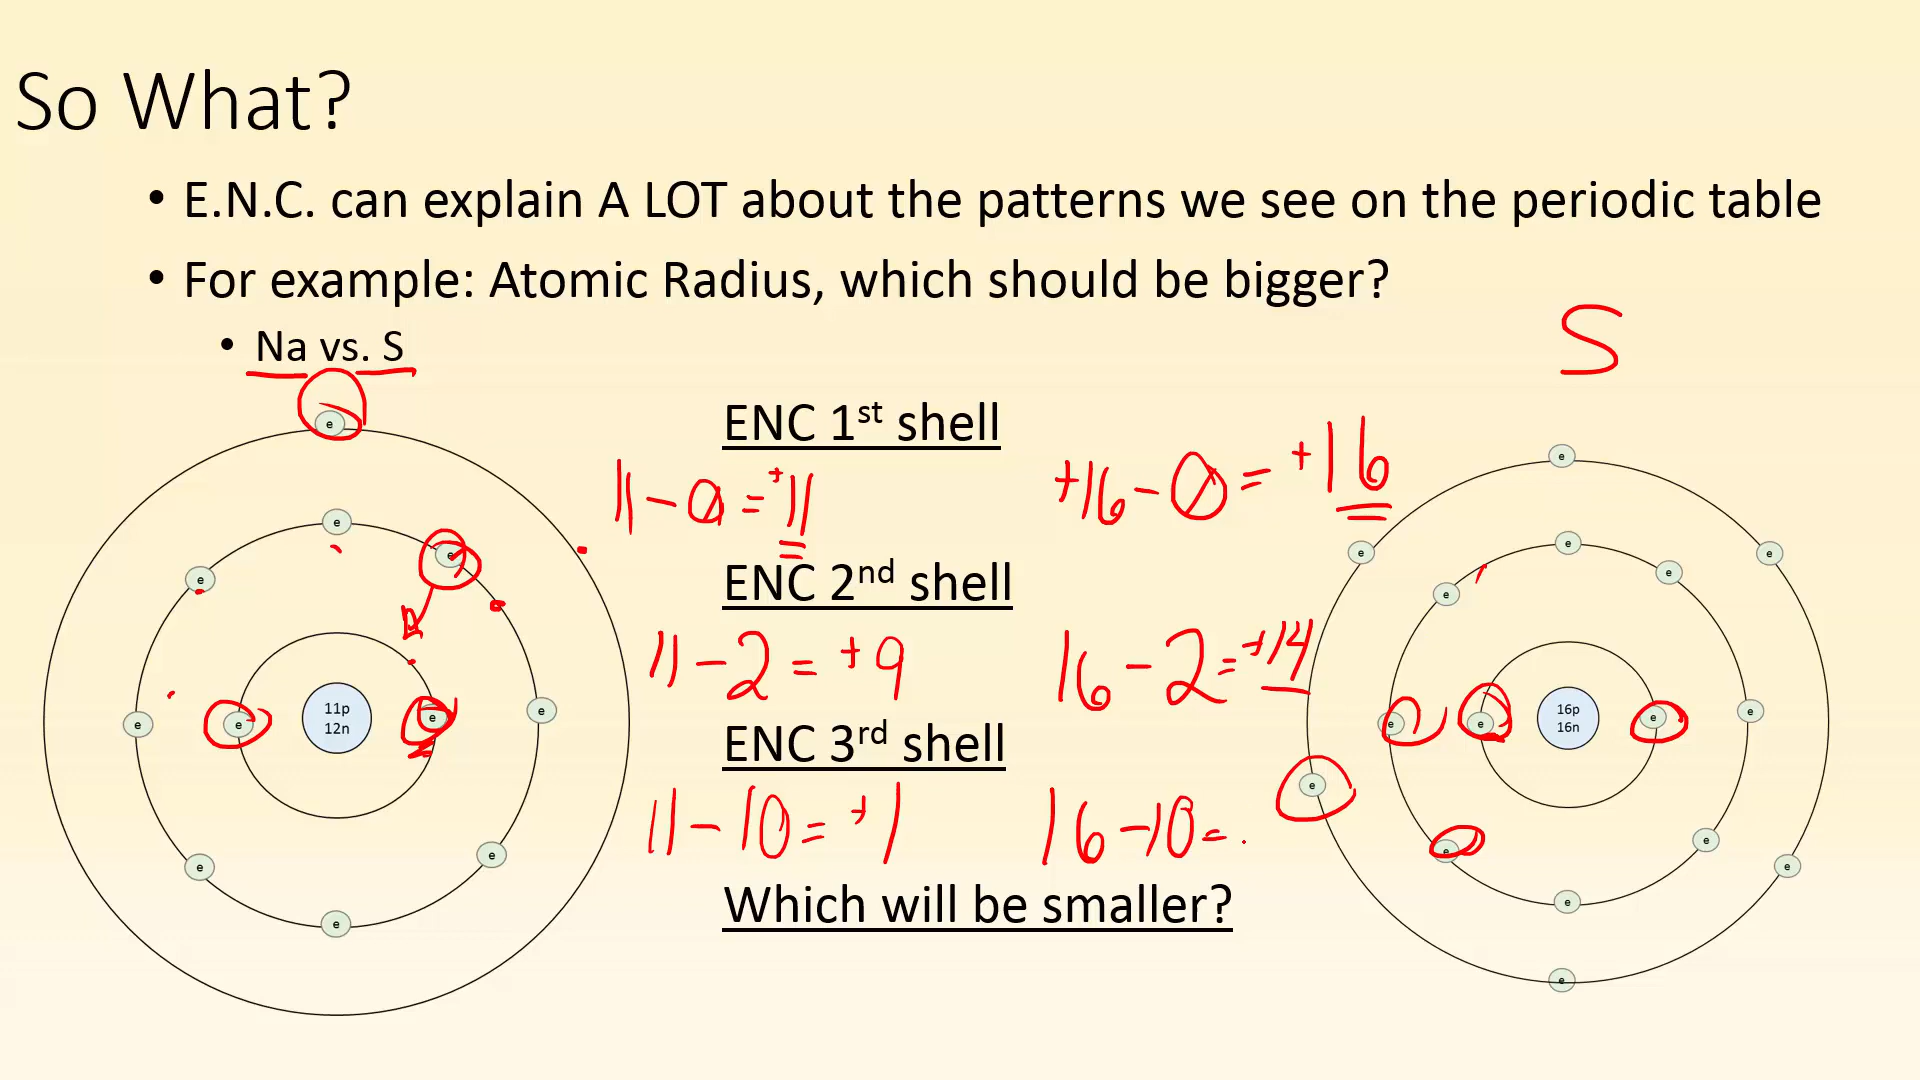 So What?
• E.N.C. can explain A LOT about the patterns we see on the periodic table
• For example: Atomic Radius, which should be bigger?
• Na vs. S
S
ENC 1st shell
11 - 0 = +11
+16 - 0 = +16
ENC 2nd shell
11 - 2 = +9
16 - 2 = +14
ENC 3rd shell
11 - 10 = +1
16 - 10 =
Which will be smaller?
e
e
e
e
e
e
11p
12n
e
e
e
e
e
e
e
e
e
e
e
e
e
16p
16n
e
e
e
e
e
e
e
e